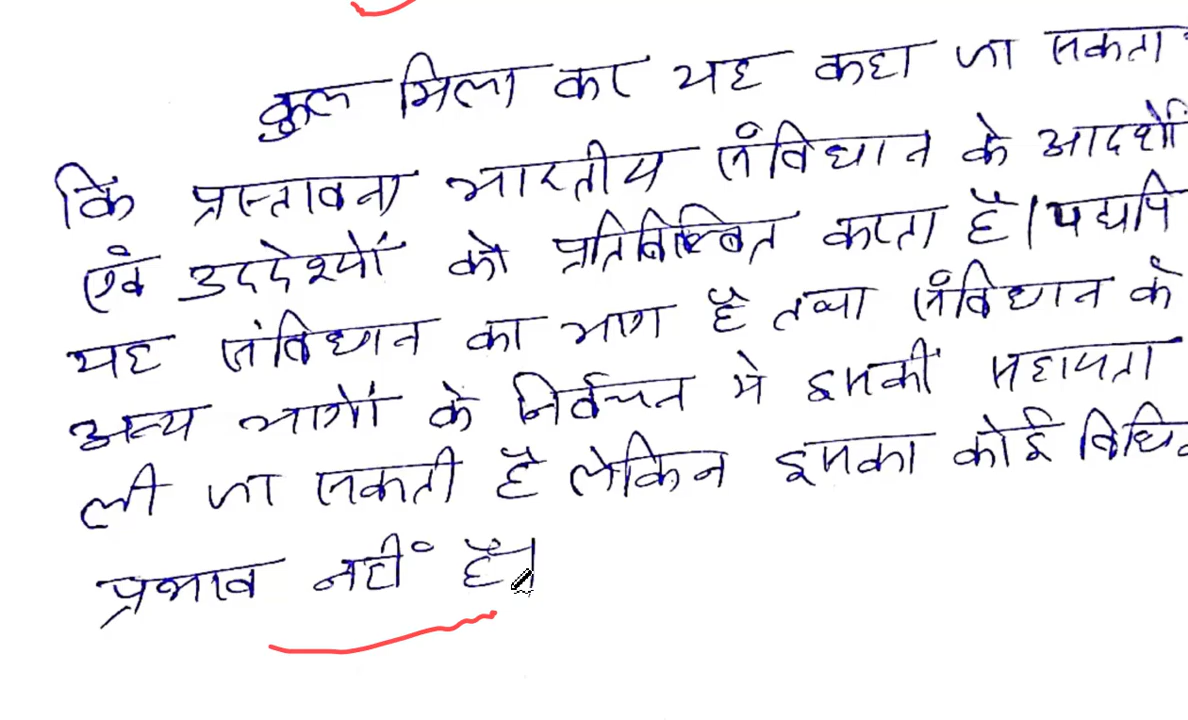 कुल मिला कर यह कहा जा सकता
कि प्रस्तावना भारतीय संविधान के आदर्शों
एवं उददेश्यों को प्रतिबिम्बित करता है। यद्यपि
यह संविधान का भाग है तथा संविधान के
अन्य भागों के निर्वचन मे इसकी सहायता
ली जा सकती है लेकिन इसका कोई विधिक
प्रभाव नहीं है।